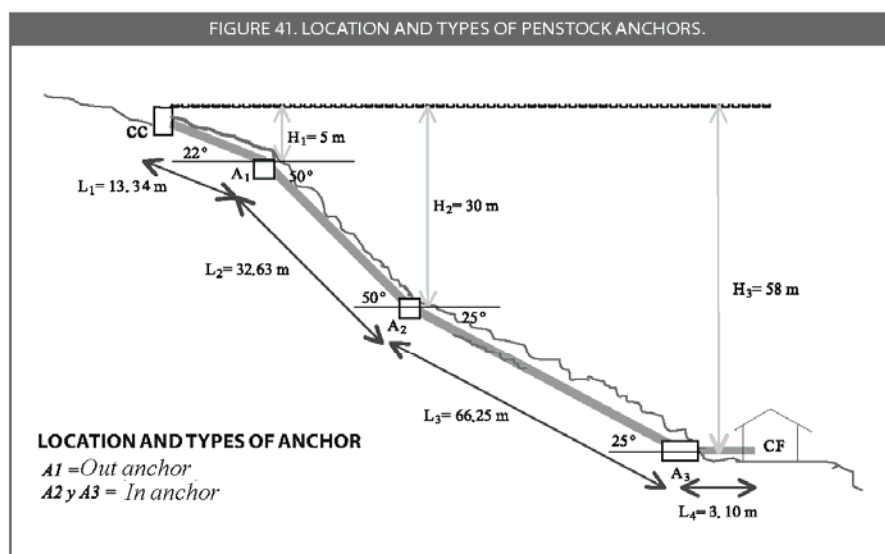 FIGURE 41. LOCATION AND TYPES OF PENSTOCK ANCHORS.
CC
H₁= 5 m
22°
A₁
50°
L₁= 13.34 m
H₂= 30 m
L₂= 32.63 m
H₃= 58 m
50°
A₂
25°
L₃= 66.25 m
25°
CF
A₃
L₄= 3.10 m
LOCATION AND TYPES OF ANCHOR
A1 =Out anchor
A2 y A3 = In anchor